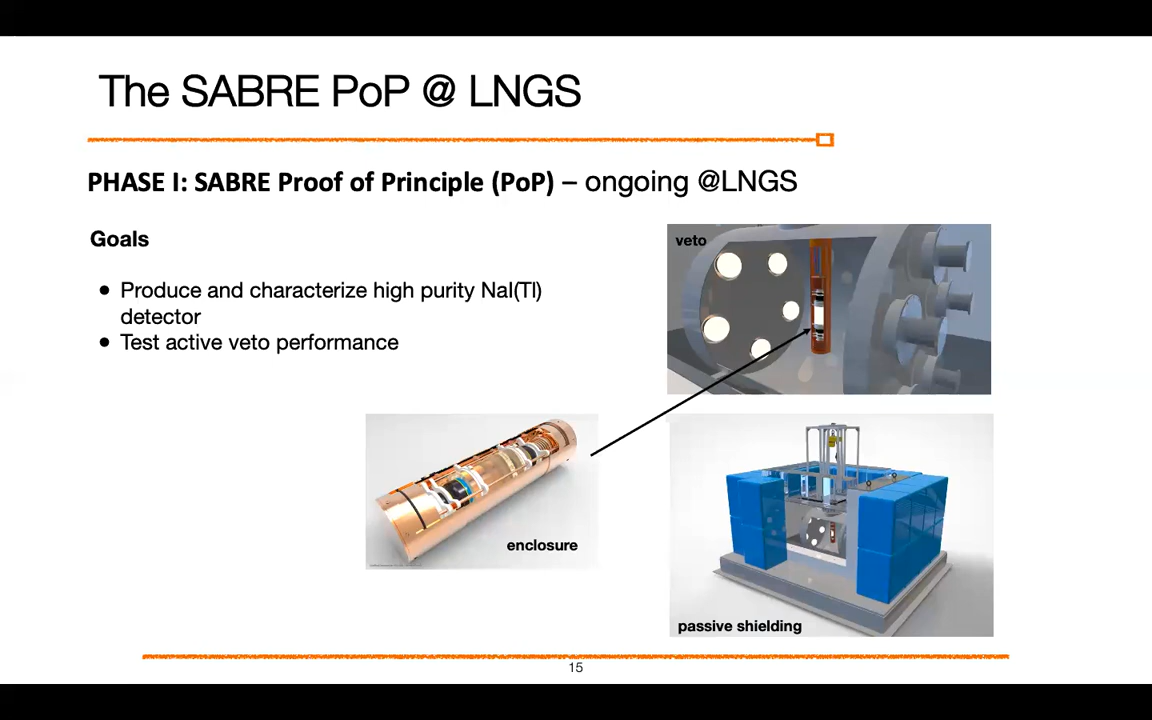 The SABRE PoP @ LNGS
PHASE I: SABRE Proof of Principle (PoP) – ongoing @LNGS
Goals
● Produce and characterize high purity NaI(Tl)
detector
● Test active veto performance
veto
enclosure
passive shielding
15